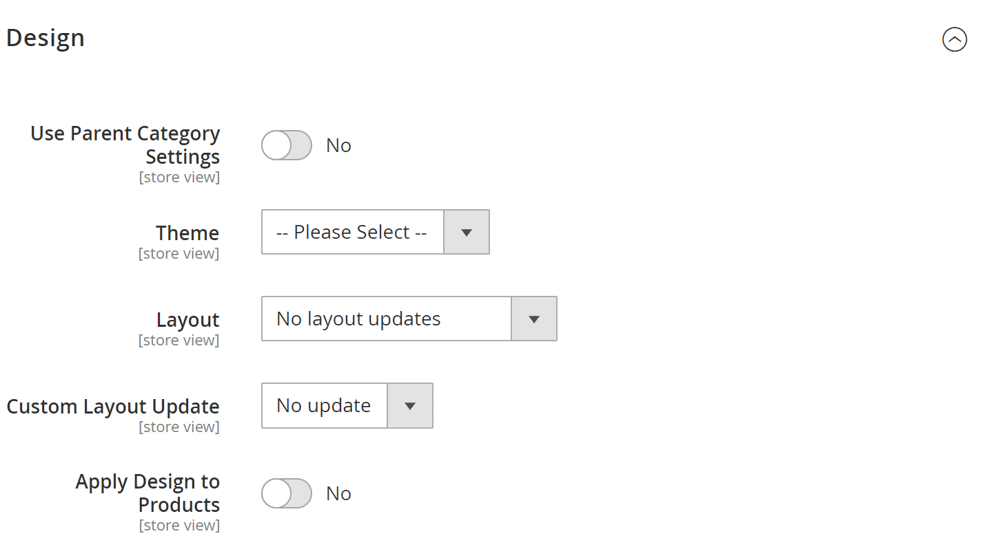 Design
Use Parent Category
Settings
[store view]
No
Theme
[store view]
-- Please Select --
Layout
[store view]
No layout updates
Custom Layout Update
[store view]
No update
Apply Design to
Products
[store view]
No